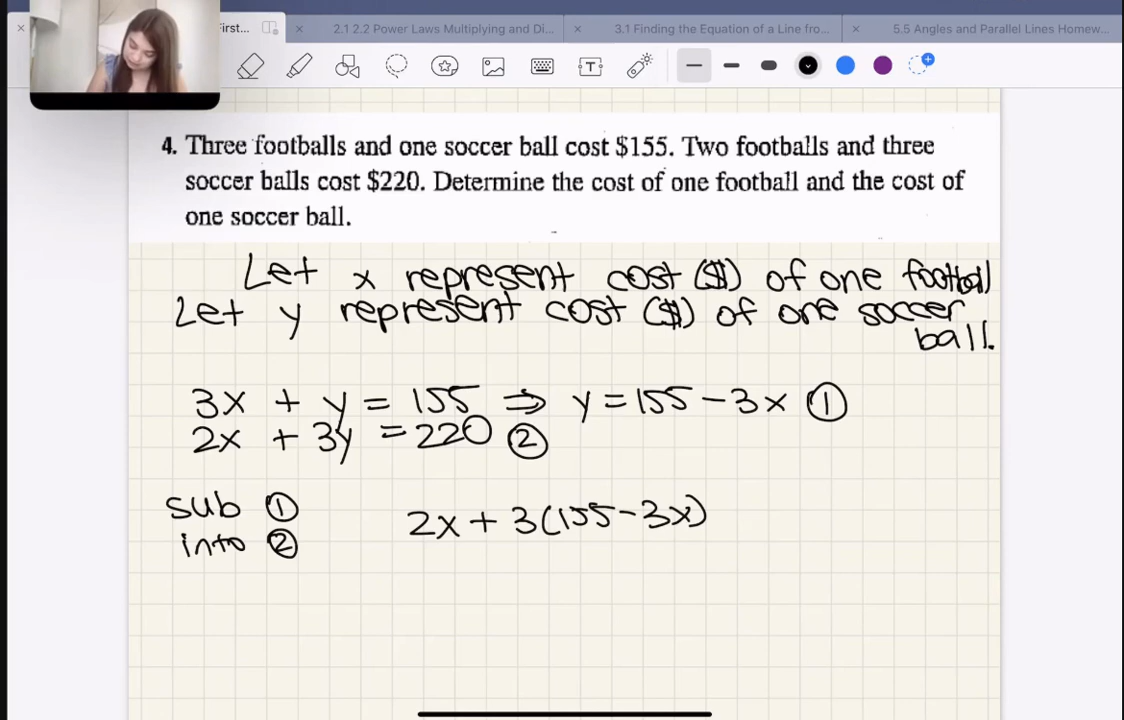 irst...
2.1 2.2 Power Laws Multiplying and Di...
3.1 Finding the Equation of a Line fro...
5.5 Angles and Parallel Lines Homew...
T
4. Three footballs and one soccer ball cost $155. Two footballs and three
soccer balls cost $220. Determine the cost of one football and the cost of
one soccer ball.
Let x represent cost ($) of one football
Let y represent cost ($) of one soccer
ball.
3x + y = 155 ⇒ y = 155 - 3x ①
2x + 3y = 220 ②
sub ① 2x + 3(155 - 3x)
into ②